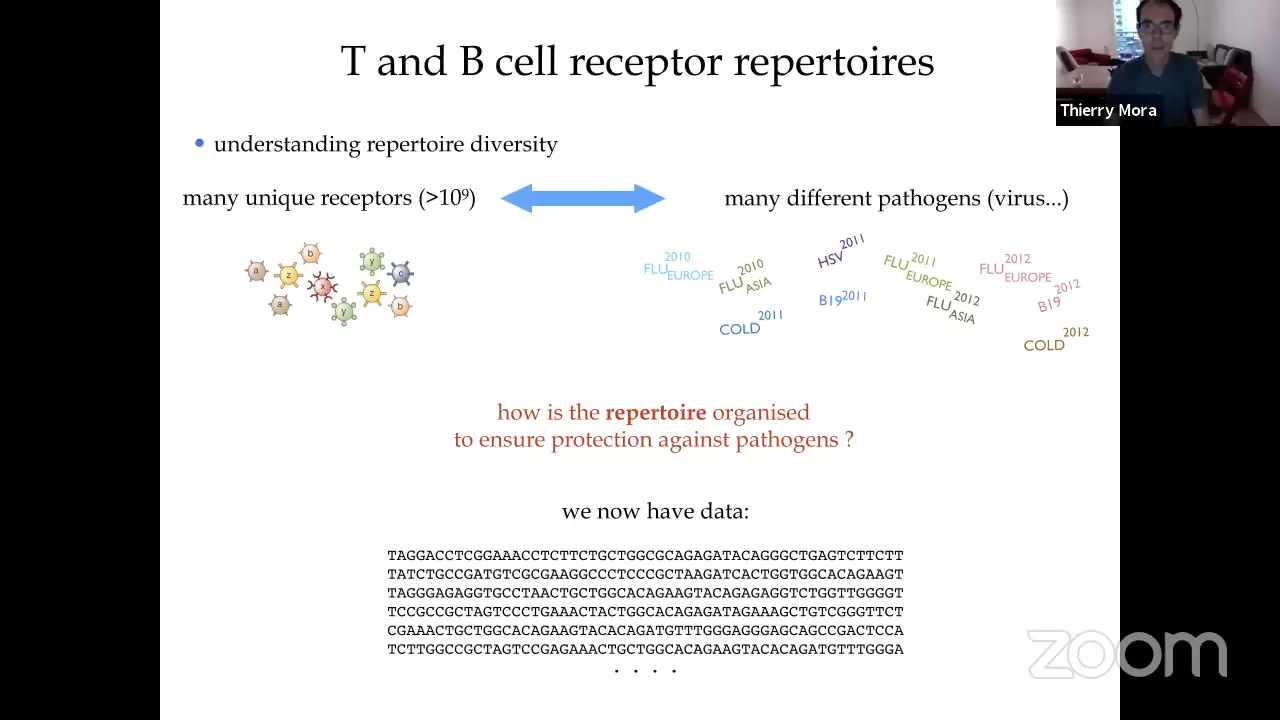 T and B cell receptor repertoires
Thierry Mora
• understanding repertoire diversity
many unique receptors (>10⁹)
many different pathogens (virus...)
a
z
b
x
a
y
z
y
c
b
FLU 2010 EUROPE
FLU 2010 ASIA
HSV 2011
FLU 2011 EUROPE
FLU 2012 EUROPE
B19 2011
FLU 2012 ASIA
B19 2012
COLD 2011
COLD 2012
how is the repertoire organised
to ensure protection against pathogens ?
we now have data:
TAGGACCTCGGAAACCTCTTCTGCTGGCGCAGAGATACAGGGCTGAGTCTTCTT
TATCTGCCGATGTCGCGAAGGCCCTCCCGCTAAGATCACTGGTGGCACAGAAGT
TAGGGAGAGGTGCCTAACTGCTGGCACAGAAGTACAGAGAGGTCTGGTTGGGGT
TCCGCCGCTAGTCCCTGAAACTACTGGCACAGAGATAGAAAGCTGTCGGGTTCT
CGAAACTGCTGGCACAGAAGTACACAGATGTTTGGGAGGGAGCAGCCGACTCCA
TCTTGGCCGCTAGTCCGAGAAACTGCTGGCACAGAAGTACACAGATGTTTGGGA
. . . .
zoom